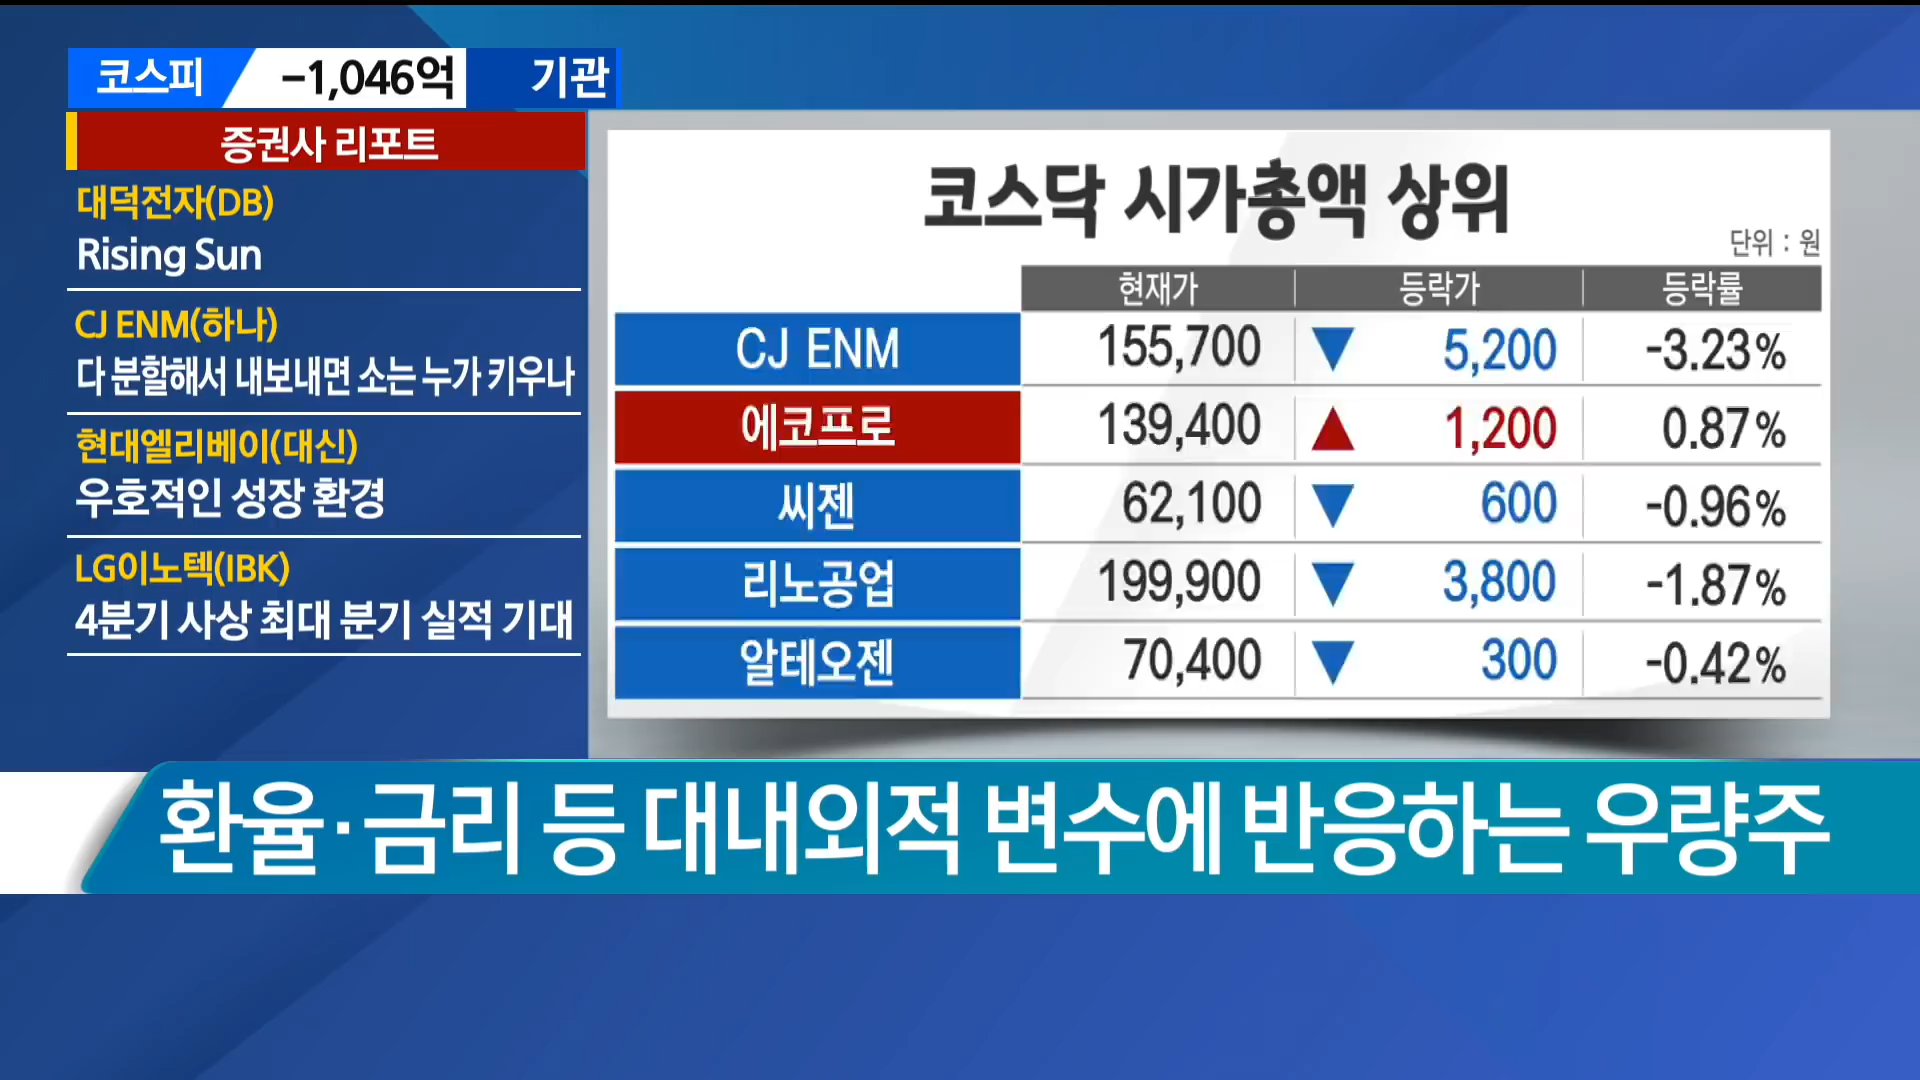 코스피 -1,046억 기관
증권사 리포트
대덕전자(DB)
Rising Sun
CJ ENM(하나)
다 분할해서 내보내면 소는 누가 키우나
현대엘리베이(대신)
우호적인 성장 환경
LG이노텍(IBK)
4분기 사상 최대 분기 실적 기대
코스닥 시가총액 상위
단위 : 원
현재가 등락가 등락률
CJ ENM 155,700 ▼ 5,200 -3.23%
에코프로 139,400 ▲ 1,200 0.87%
씨젠 62,100 ▼ 600 -0.96%
리노공업 199,900 ▼ 3,800 -1.87%
알테오젠 70,400 ▼ 300 -0.42%
환율·금리 등 대내외적 변수에 반응하는 우량주